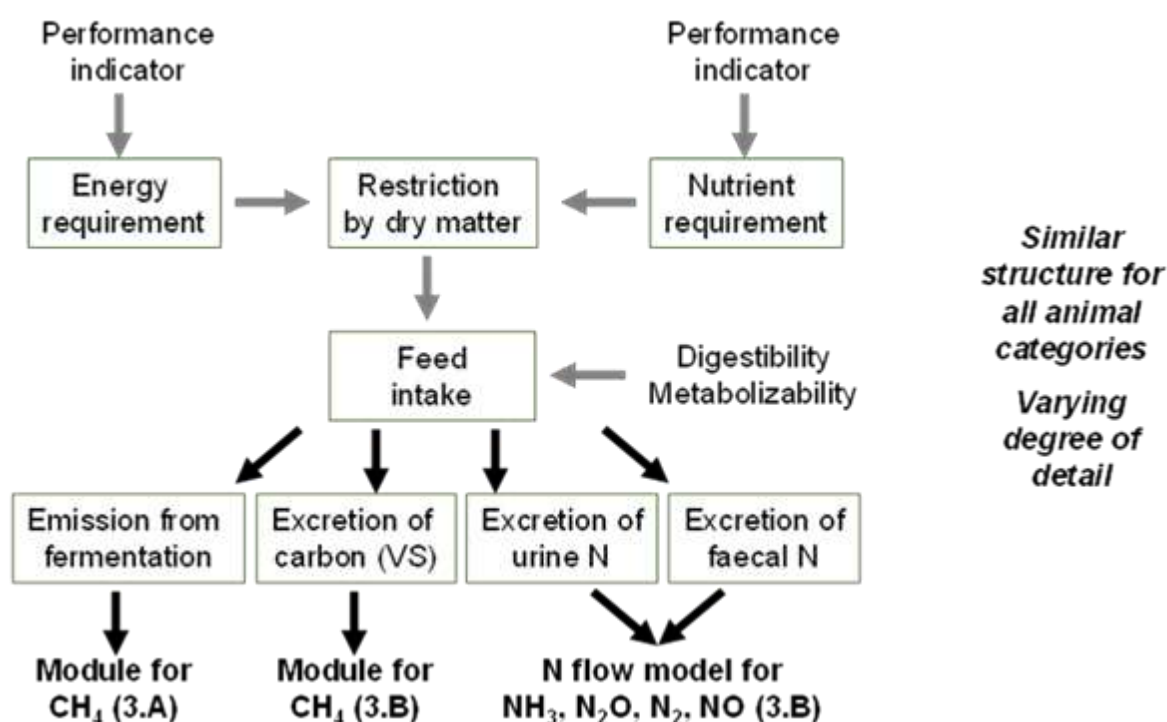 Performance
indicator
Performance
indicator
Energy
requirement
Restriction
by dry matter
Nutrient
requirement
Similar
structure for
all animal
categories
Varying
degree of
detail
Feed
intake
Digestibility
Metabolizability
Emission from
fermentation
Excretion of
carbon (VS)
Excretion of
urine N
Excretion of
faecal N
Module for
CH₄ (3.A)
Module for
CH₄ (3.B)
N flow model for
NH₃, N₂O, N₂, NO (3.B)